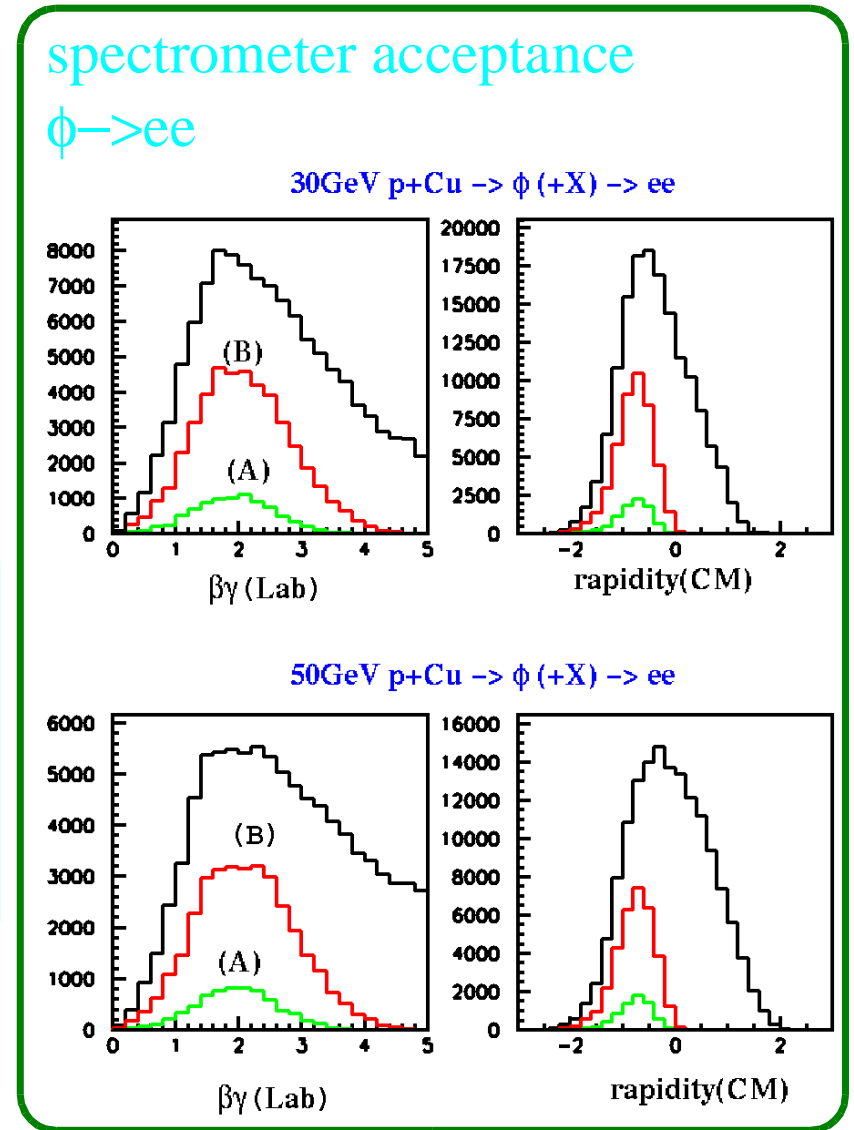 spectrometer acceptance
ϕ−>ee
30GeV p+Cu −> ϕ (+X) −> ee
8000
7000
6000
5000
4000
3000
2000
1000
0
(B)
(A)
0 1 2 3 4 5
βγ (Lab)
20000
17500
15000
12500
10000
7500
5000
2500
0
−2 0 2
rapidity(CM)
50GeV p+Cu −> ϕ (+X) −> ee
6000
5000
4000
3000
2000
1000
0
(B)
(A)
0 1 2 3 4 5
βγ (Lab)
16000
14000
12000
10000
8000
6000
4000
2000
0
−2 0 2
rapidity(CM)